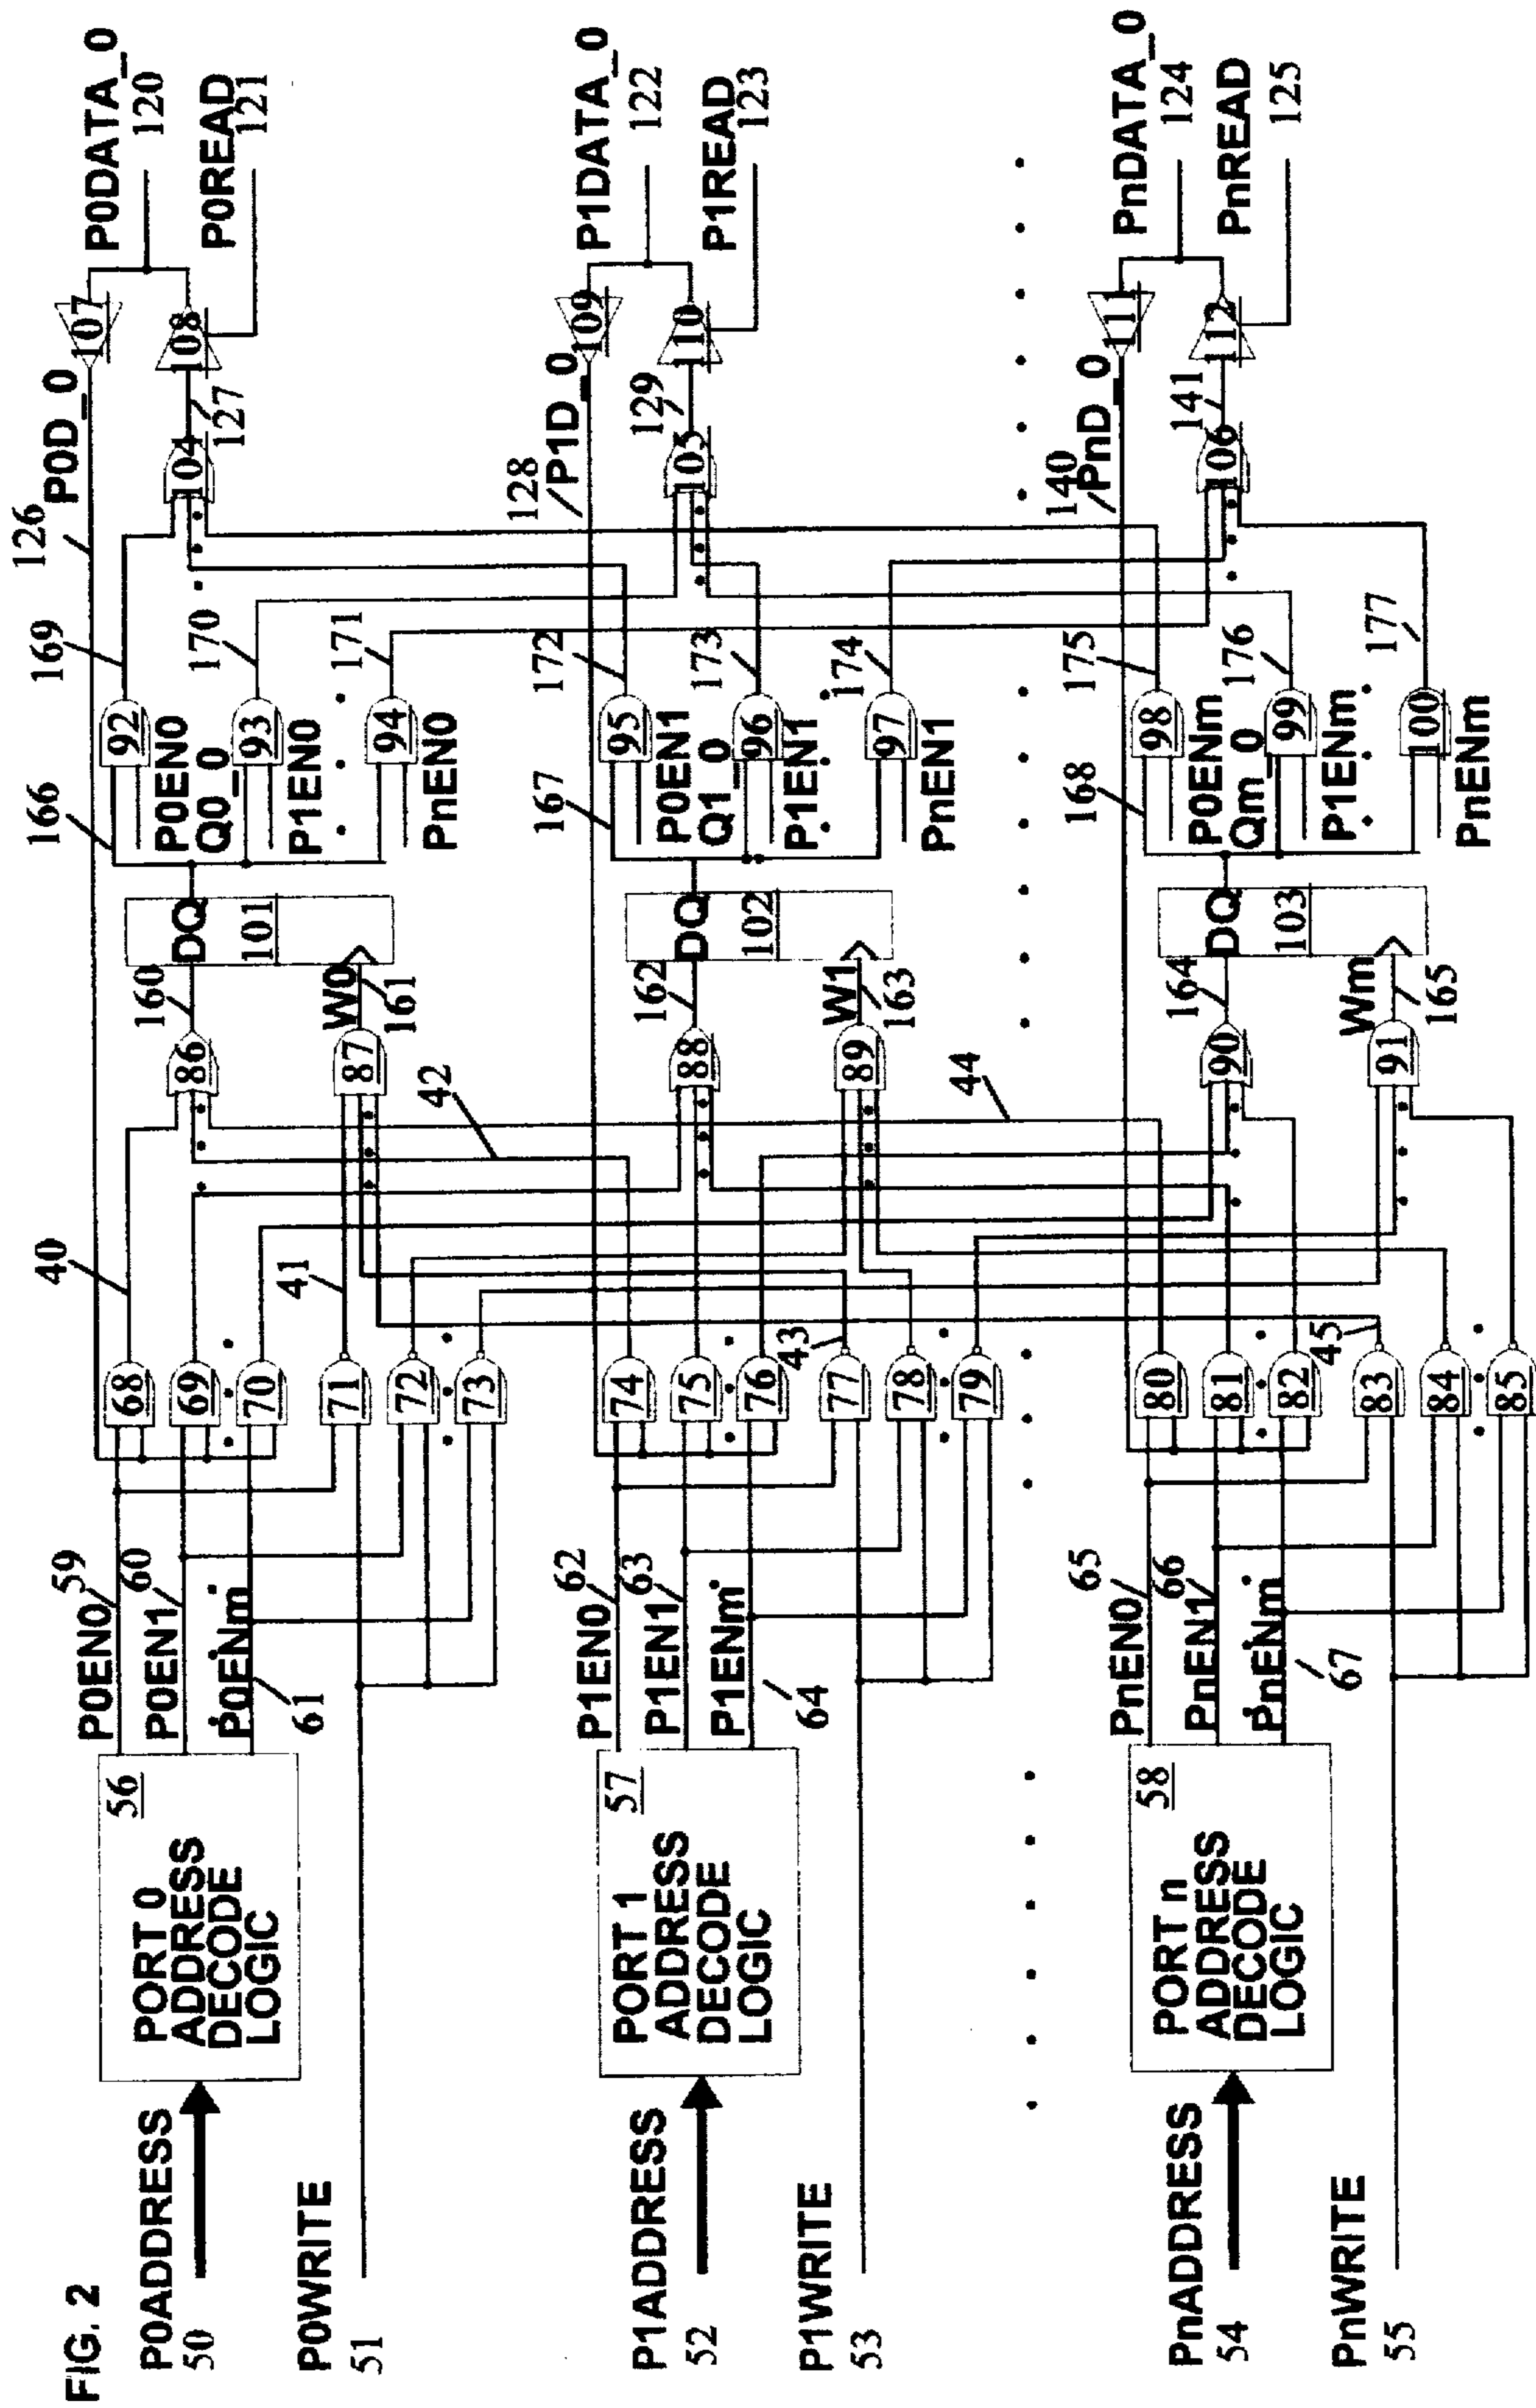 FIG. 2
P0ADDRESS
50
P0WRITE
51
PORT 0
ADDRESS
DECODE
LOGIC
56
P0EN0
59
P0EN1
60
P0ENm
61
68
69
70
71
72
73
40
41
42
86
87
160
W0
161
DQ
101
166
92
P0EN0
Q0_0
93
P1EN0
94
PnEN0
169
170
171
126
P0D_0
104
127
107
108
P0DATA_0
120
P0READ
121
P1ADDRESS
52
P1WRITE
53
PORT 1
ADDRESS
DECODE
LOGIC
57
P1EN0
62
P1EN1
63
P1ENm
64
74
75
76
77
78
79
43
44
88
89
162
W1
163
DQ
102
167
95
P0EN1
Q1_0
96
P1EN1
97
PnEN1
172
173
174
128
P1D_0
105
129
109
110
P1DATA_0
122
P1READ
123
PnADDRESS
54
PnWRITE
55
PORT n
ADDRESS
DECODE
LOGIC
58
PnEN0
65
PnEN1
66
PnENm
67
80
81
82
83
84
85
45
90
91
164
Wm
165
DQ
103
168
98
P0ENm
Qm_0
99
P1ENm
100
PnENm
175
176
177
140
PnD_0
106
141
111
112
PnDATA_0
124
PnREAD
125